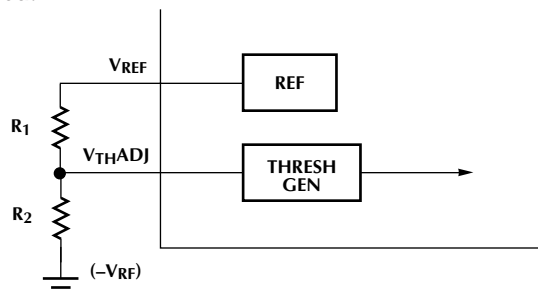 VREF
REF
R1
VTHADJ
THRESH
GEN
R2
(–VRF)